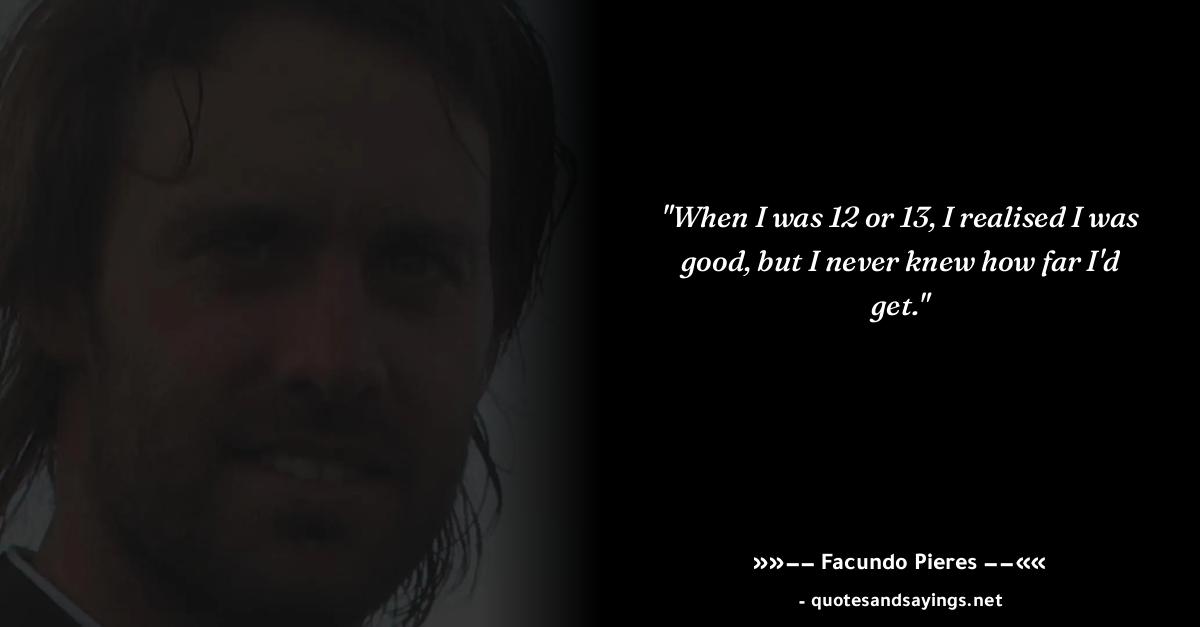 "When I was 12 or 13, I realised I was
good, but I never knew how far I'd
get."
»»−− Facundo Pieres −−««
- quotesandsayings.net